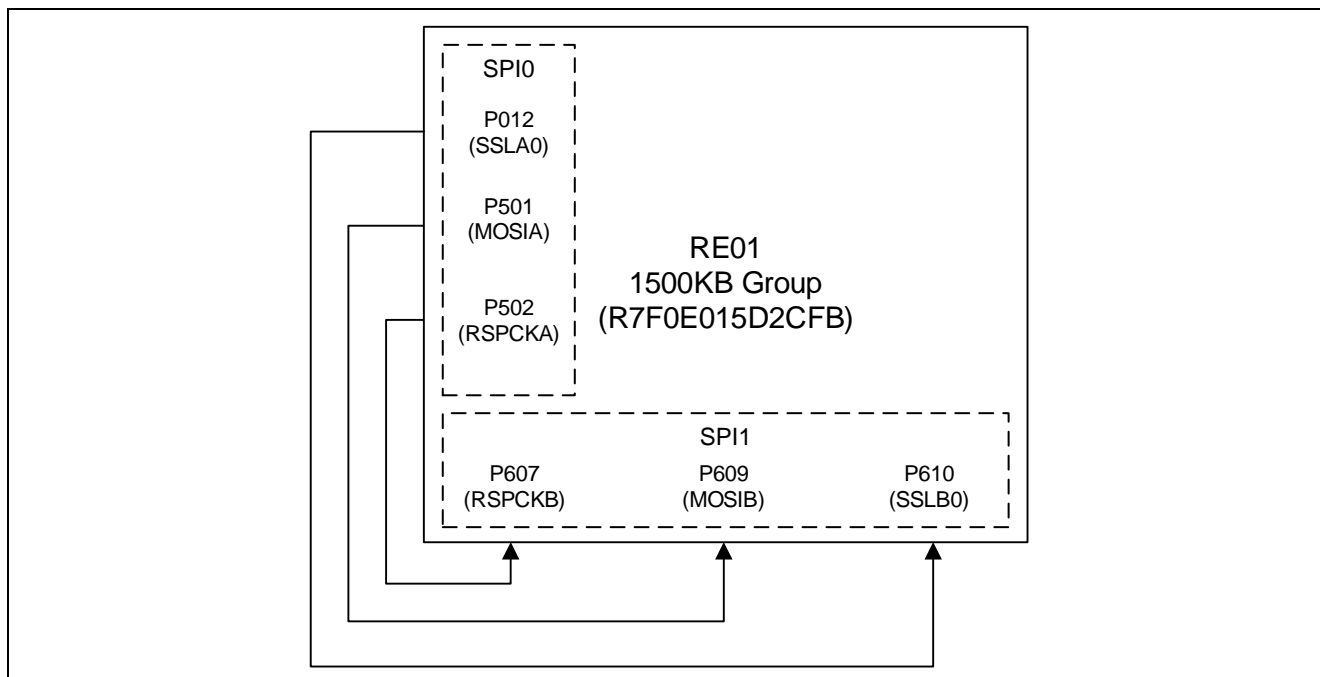 SPI0
P012
(SSLA0)
P501
(MOSIA)
P502
(RSPCKA)
RE01
1500KB Group
(R7F0E015D2CFB)
SPI1
P607
(RSPCKB)
P609
(MOSIB)
P610
(SSLB0)